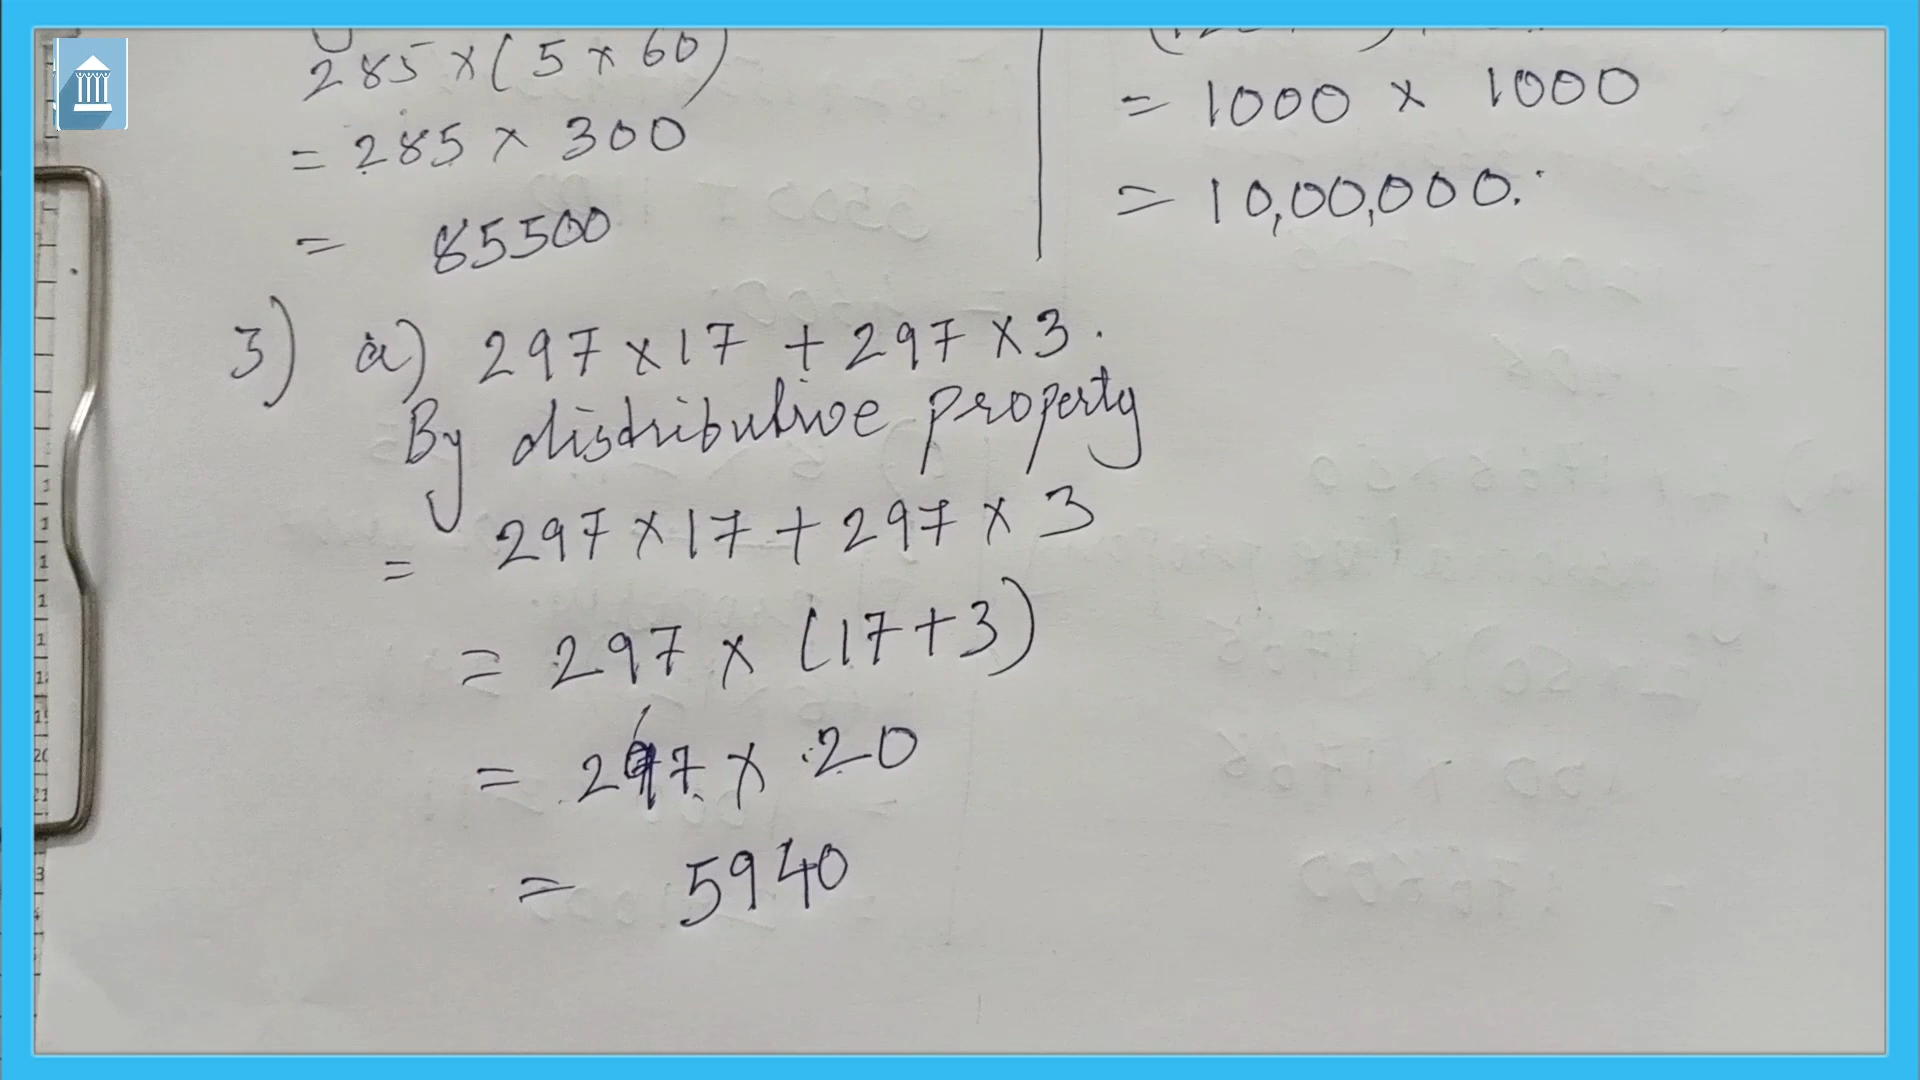 285 × (5 × 60)
= 285 × 300
= 85500
= 1000 × 1000
= 10,00,000.
3) a) 297 × 17 + 297 × 3.
By distributive property
= 297 × 17 + 297 × 3
= 297 × (17+3)
= 297 × 20
= 5940